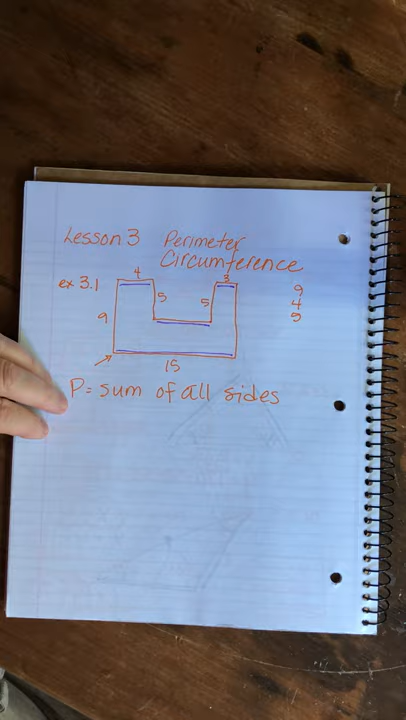 Lesson 3 Perimeter
Circumference
ex 3.1
4
3
5
5
9
15
9
4
5
P= sum of all sides